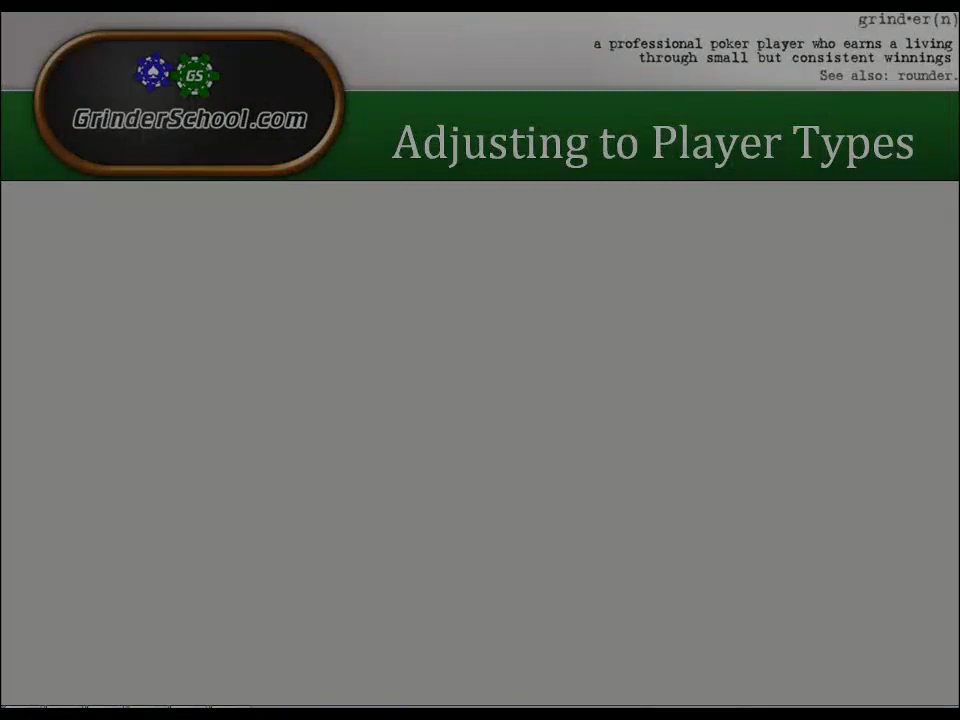 grind•er(n)
a professional poker player who earns a living
through small but consistent winnings
See also: rounder.
GS
GrinderSchool.com
Adjusting to Player Types